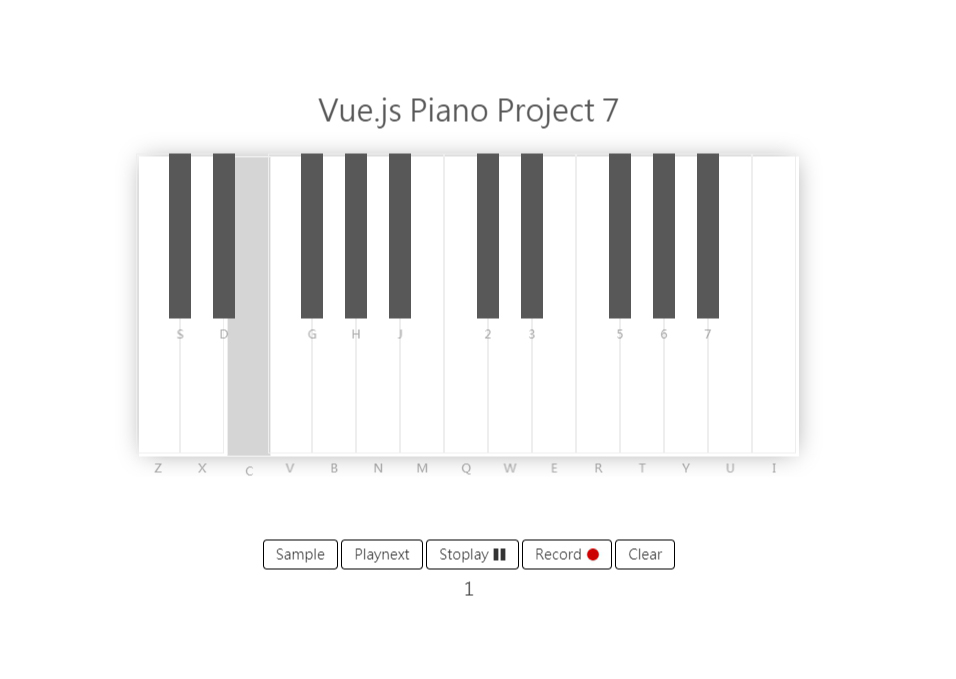 Vue.js Piano Project 7
S D G H J 2 3 5 6 7
Z X C V B N M Q W E R T Y U I
Sample Playnext Stoplay Record Clear
1